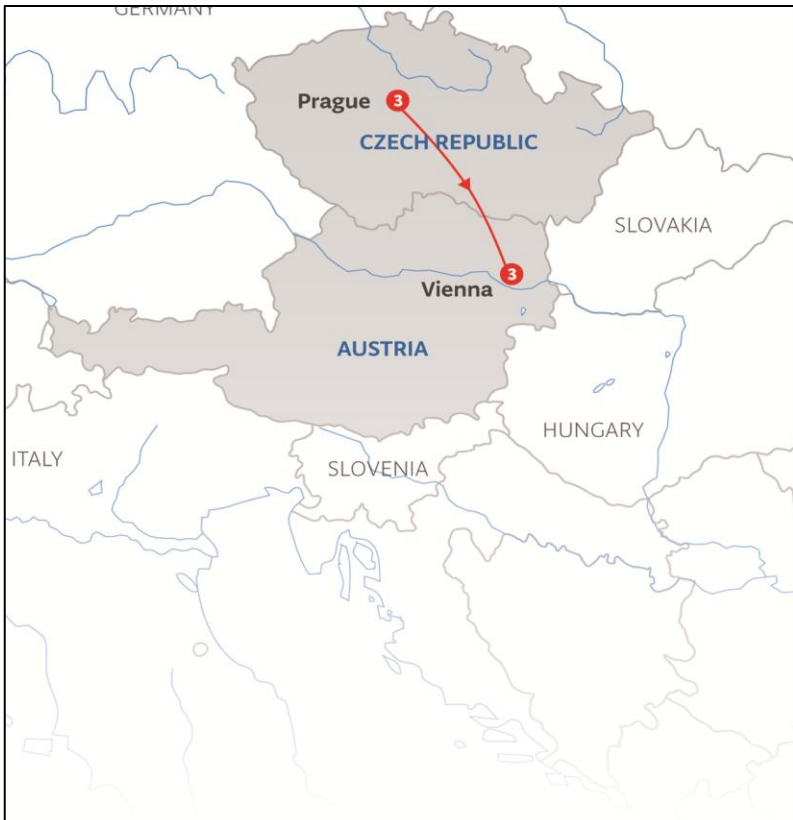 GERMANY
Prague 3
CZECH REPUBLIC
SLOVAKIA
3
Vienna
AUSTRIA
HUNGARY
ITALY
SLOVENIA